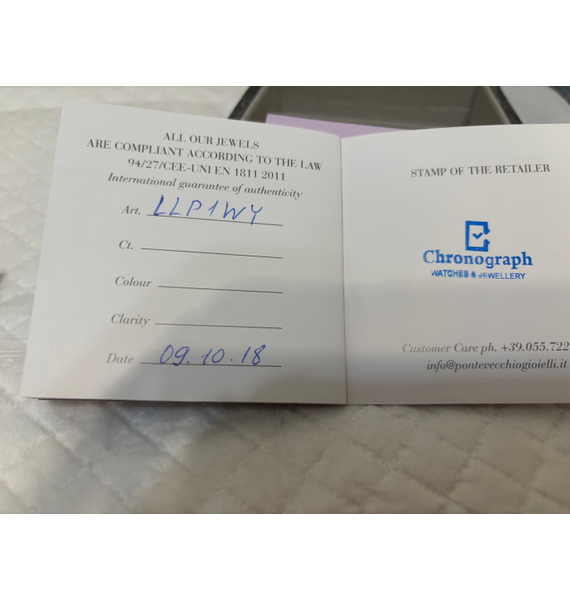 ALL OUR JEWELS
ARE COMPLIANT ACCORDING TO THE LAW
94/27/CEE-UNI EN 1811 2011
International guarantee of authenticity
Art. LLP1WY
Ct.
Colour
Clarity
Date 09.10.18
STAMP OF THE RETAILER
Chronograph
WATCHES & JEWELLERY
Customer Care ph. +39.055.722
info@pontevecchiogioielli.it